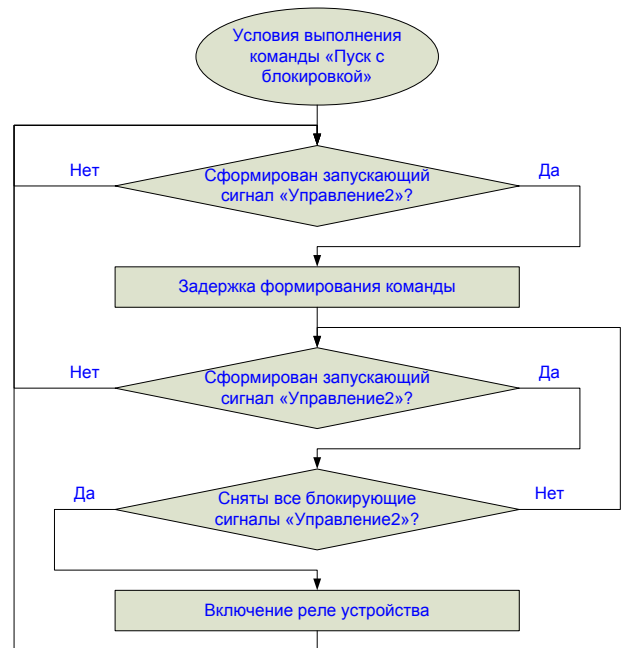 Условия выполнения
команды «Пуск с
блокировкой»
Нет
Сформирован запускающий
сигнал «Управление2»?
Да
Задержка формирования команды
Нет
Сформирован запускающий
сигнал «Управление2»?
Да
Да
Сняты все блокирующие
сигналы «Управление2»?
Нет
Включение реле устройства